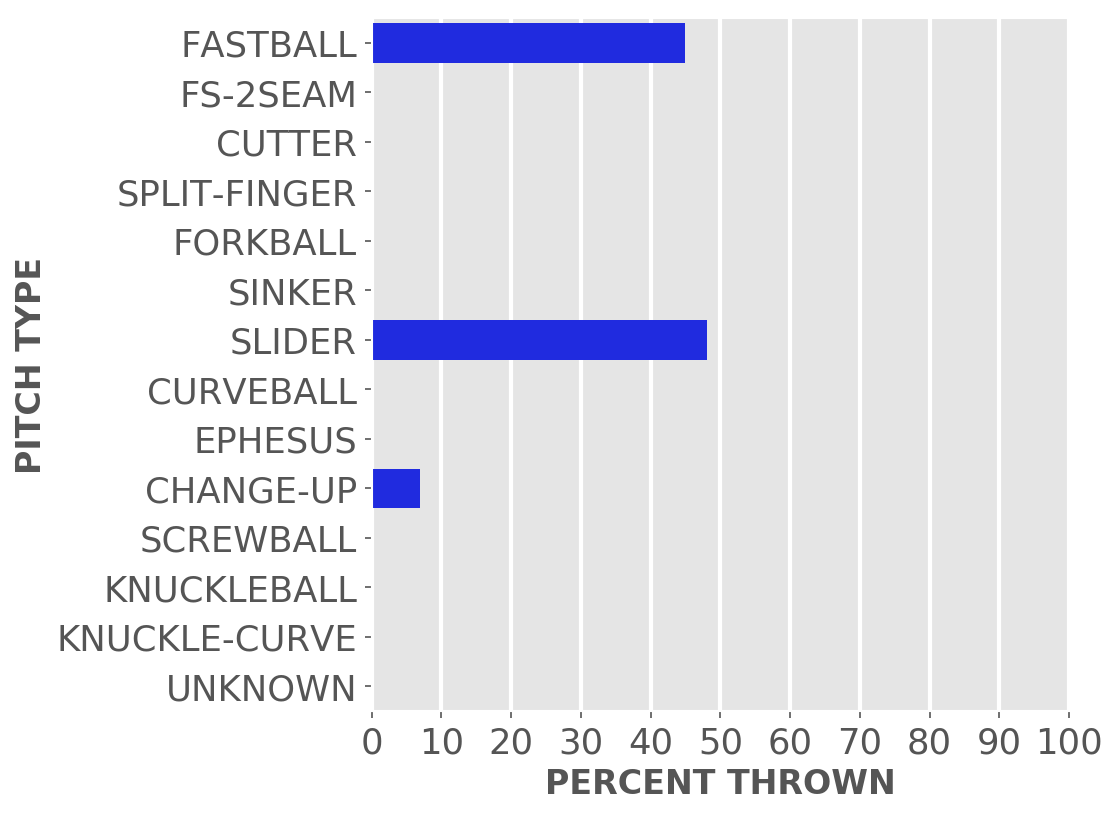 FASTBALL
FS-2SEAM
CUTTER
SPLIT-FINGER
FORKBALL
SINKER
SLIDER
CURVEBALL
EPHESUS
CHANGE-UP
SCREWBALL
KNUCKLEBALL
KNUCKLE-CURVE
UNKNOWN
PITCH TYPE
0 10 20 30 40 50 60 70 80 90 100
PERCENT THROWN